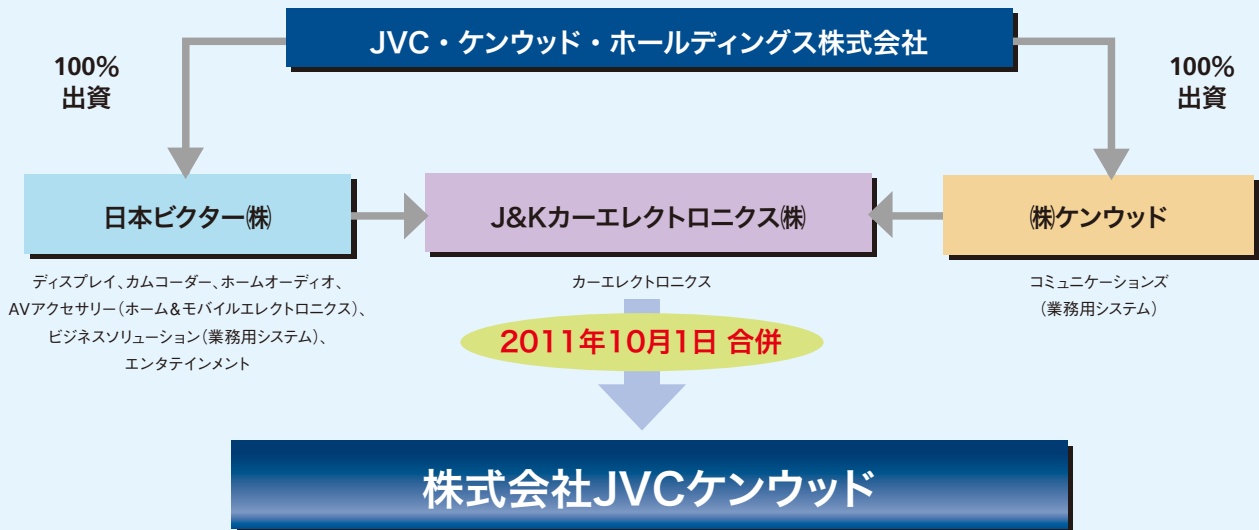 JVC・ケンウッド・ホールディングス株式会社
100%
出資
100%
出資
日本ビクター㈱
J&Kカーエレクトロニクス㈱
㈱ケンウッド
ディスプレイ、カムコーダー、ホームオーディオ、
AVアクセサリー（ホーム&モバイルエレクトロニクス）、
ビジネスソリューション（業務用システム）、
エンタテインメント
カーエレクトロニクス
コミュニケーションズ
（業務用システム）
2011年10月1日 合併
株式会社JVCケンウッド